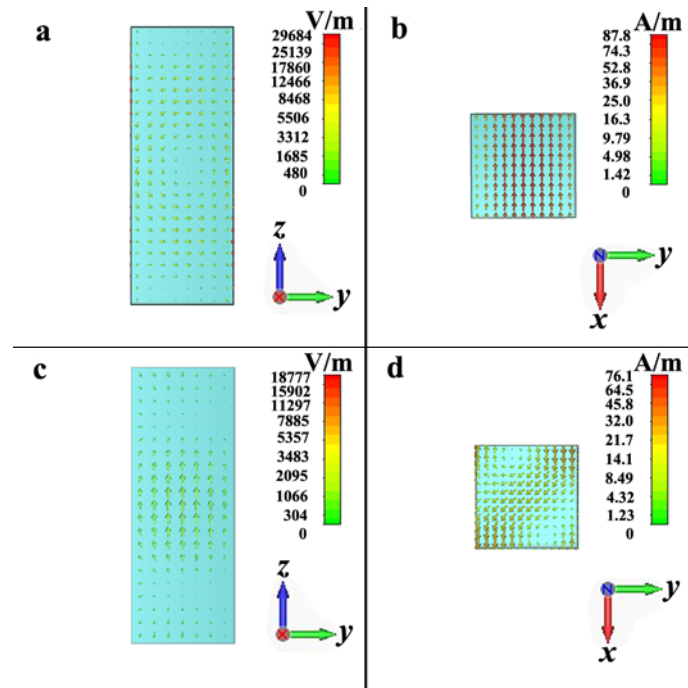 a
V/m
29684
25139
17860
12466
8468
5506
3312
1685
480
0
z
y
b
A/m
87.8
74.3
52.8
36.9
25.0
16.3
9.79
4.98
1.42
0
y
x
c
V/m
18777
15902
11297
7885
5357
3483
2095
1066
304
0
z
y
d
A/m
76.1
64.5
45.8
32.0
21.7
14.1
8.49
4.32
1.23
0
y
x